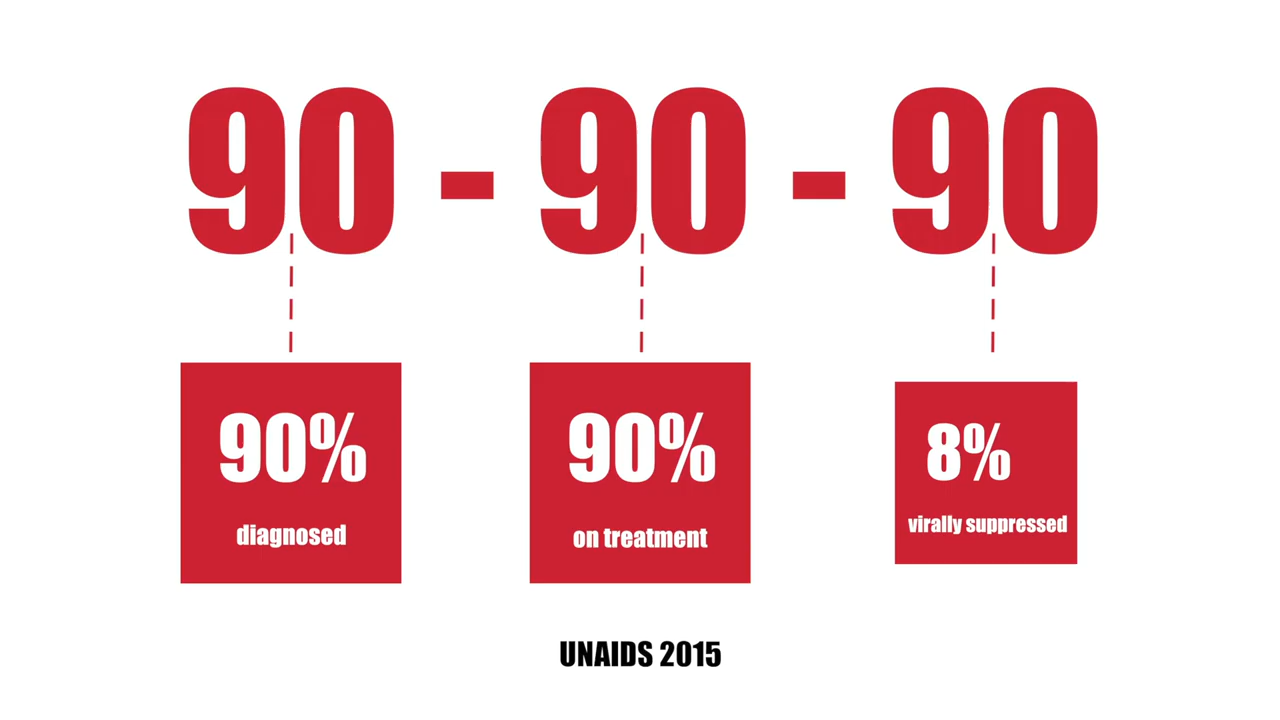 90 - 90 - 90
90%
diagnosed
90%
on treatment
8%
virally suppressed
UNAIDS 2015